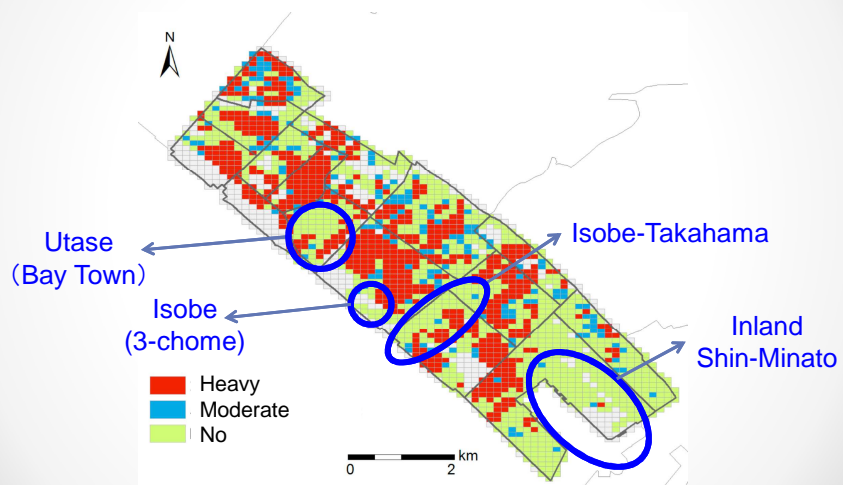 N
Utase
（Bay Town）
Isobe
(3-chome)
Isobe-Takahama
Inland
Shin-Minato
Heavy
Moderate
No
km
0
2